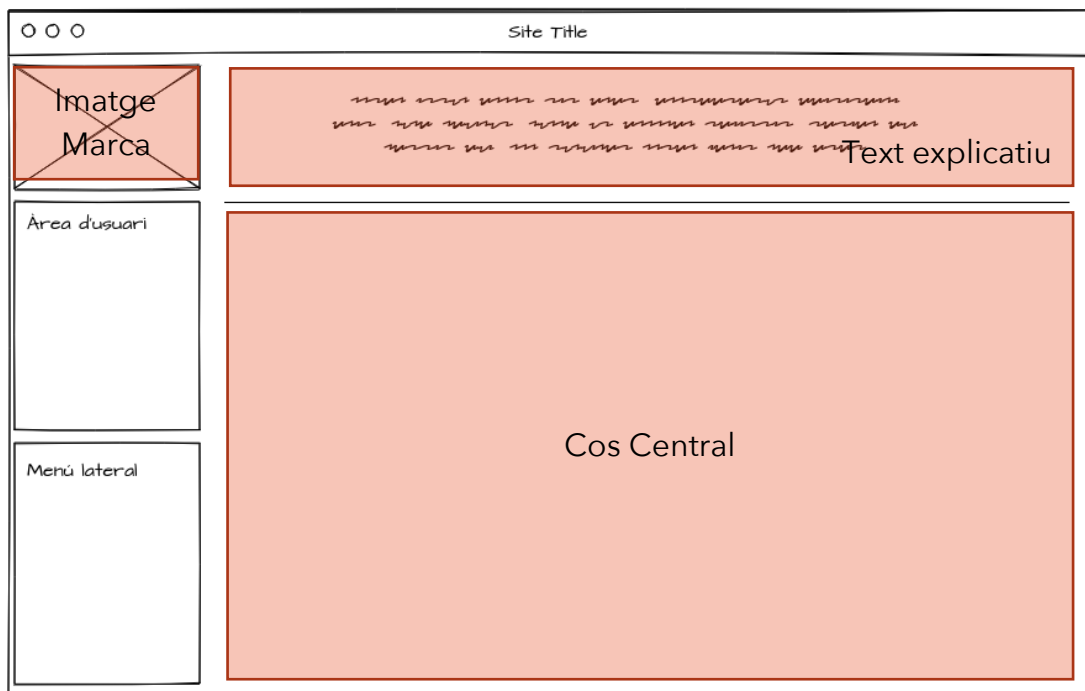 Site Title
Imatge
Marca
Text explicatiu
Àrea d'usuari
Menú lateral
Cos Central